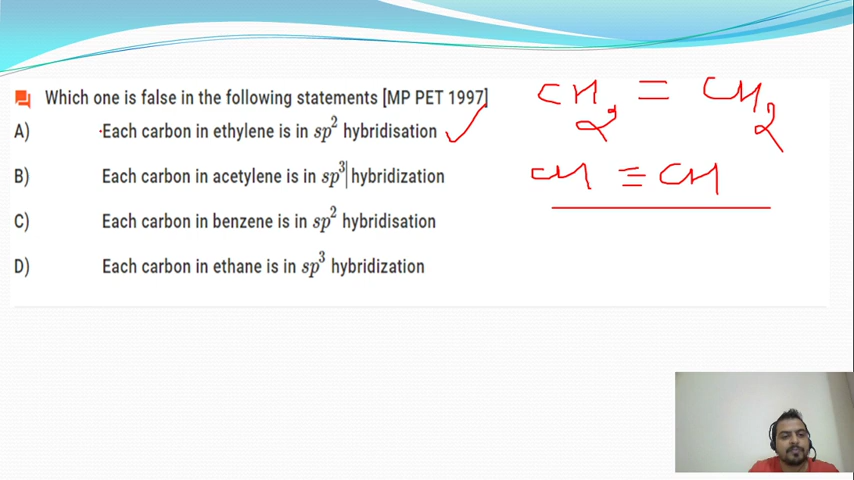 Which one is false in the following statements [MP PET 1997]
A) Each carbon in ethylene is in sp² hybridisation
B) Each carbon in acetylene is in sp³ hybridization
C) Each carbon in benzene is in sp² hybridisation
D) Each carbon in ethane is in sp³ hybridization
CH₂ = CH₂
CH ≡ CH